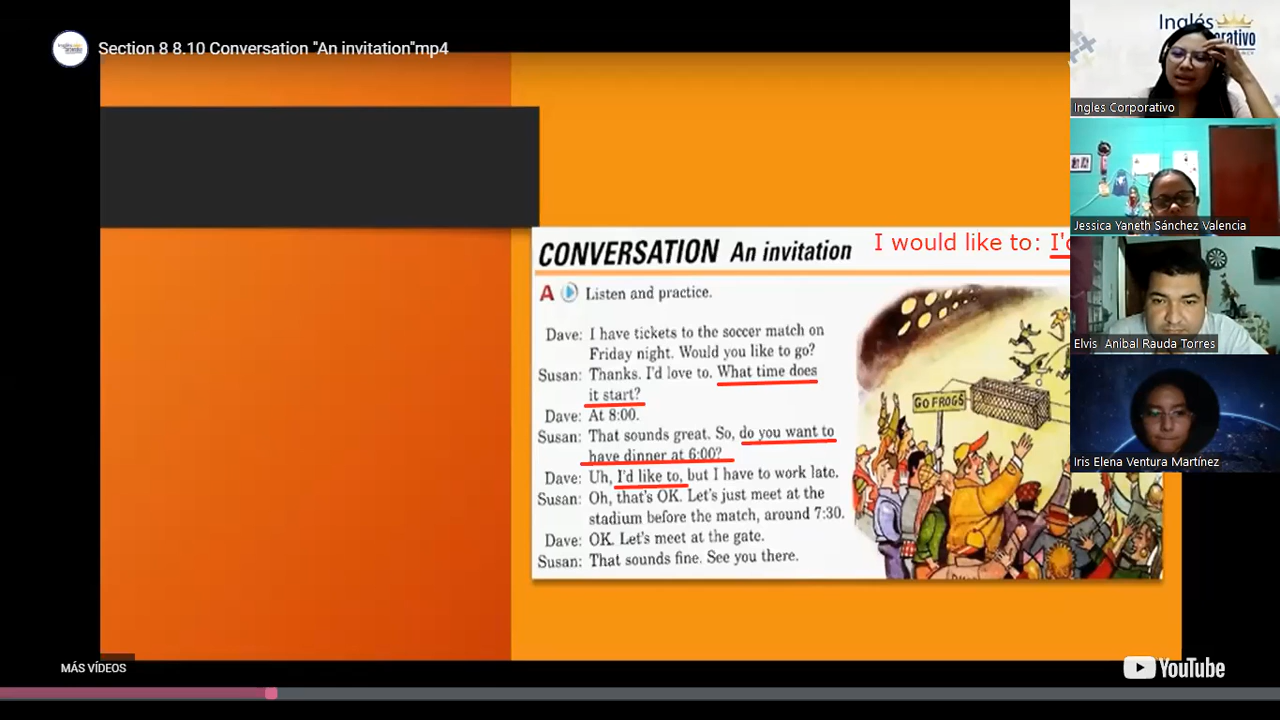 Section 8 8.10 Conversation "An invitation"mp4
Inglés
Ingles Corporativo
Jessica Yaneth Sánchez Valencia
Elvis Anibal Rauda Torres
Iris Elena Ventura Martínez
CONVERSATION An invitation
I would like to:
A Listen and practice.
Dave: I have tickets to the soccer match on
Friday night. Would you like to go?
Susan: Thanks. I'd love to. What time does
it start?
Dave: At 8:00.
Susan: That sounds great. So, do you want to
have dinner at 6:00?
Dave: Uh, I'd like to, but I have to work late.
Susan: Oh, that's OK. Let's just meet at the
stadium before the match, around 7:30.
Dave: OK. Let's meet at the gate.
Susan: That sounds fine. See you there.
GO FROGS
MÁS VÍDEOS
YouTube